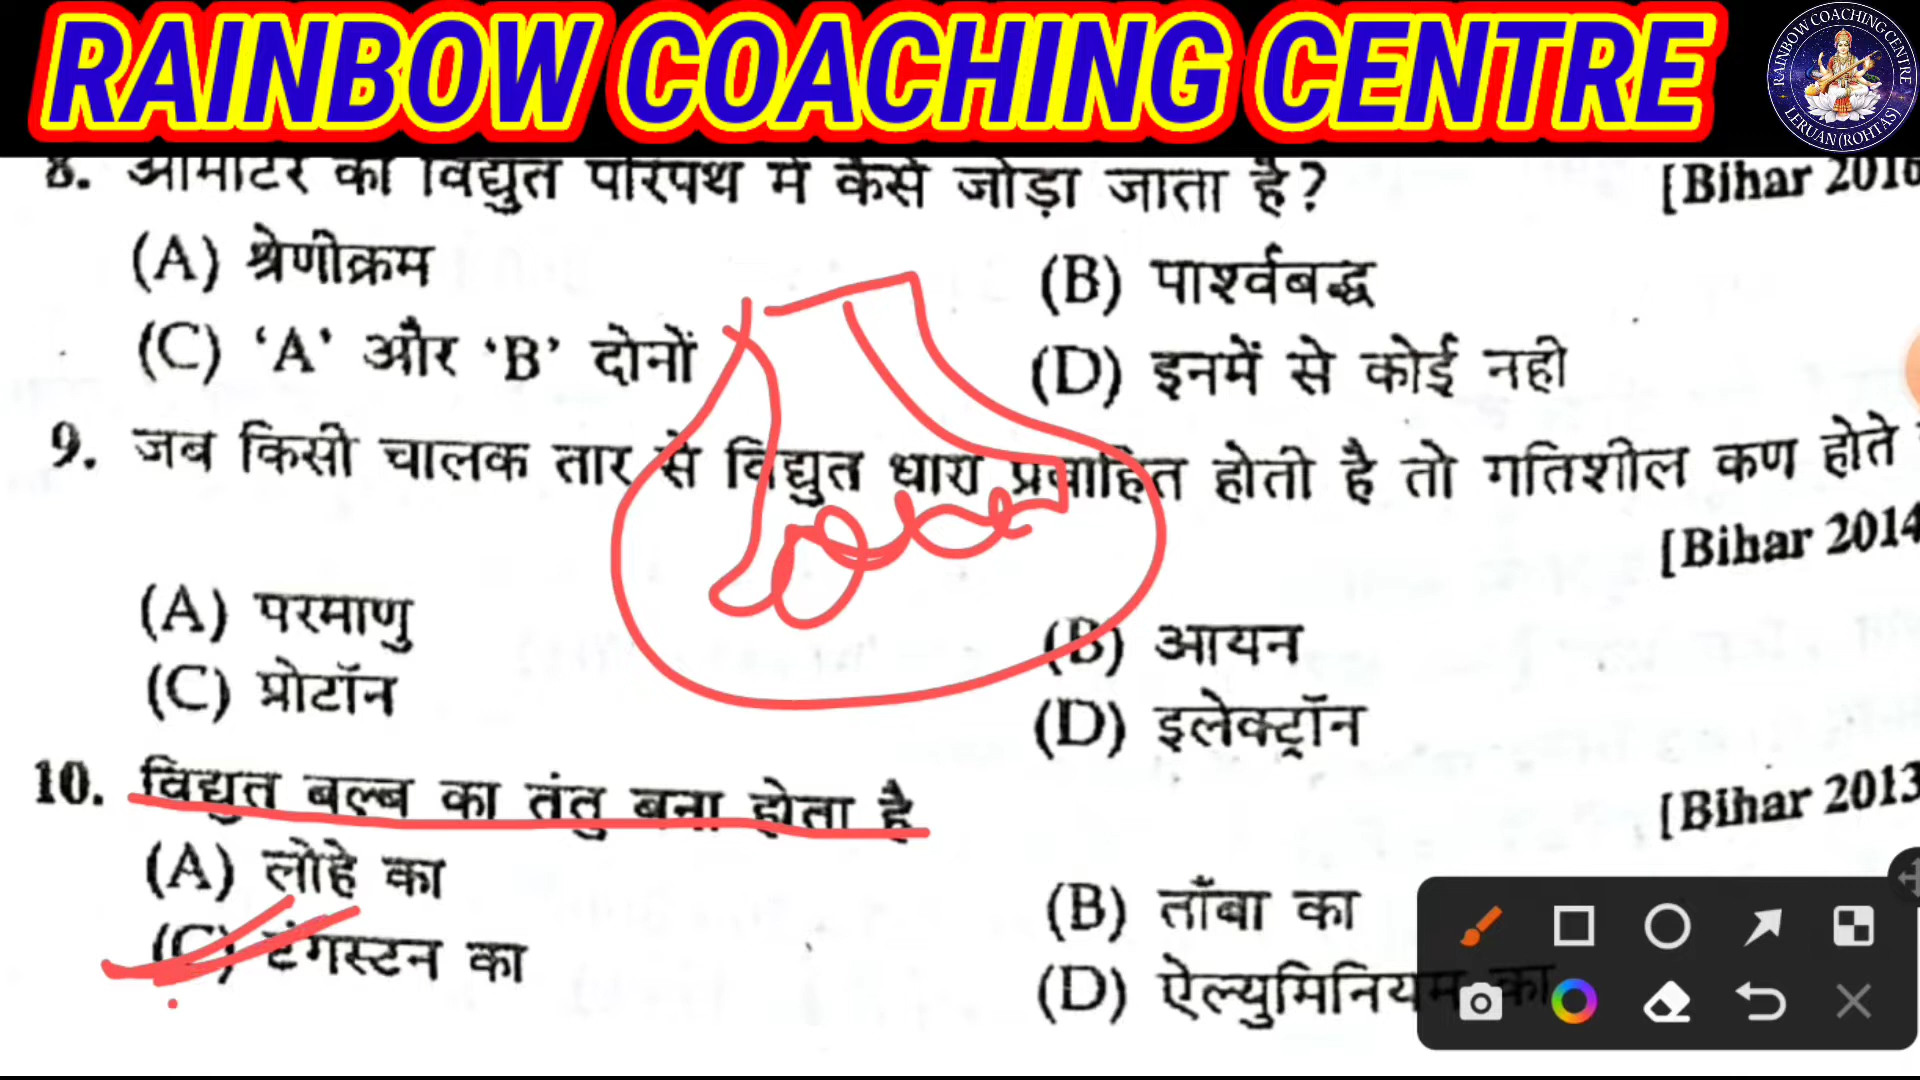 RAINBOW COACHING CENTRE
RAINBOW COACHING CENTRE
LERUAN (ROHTAS)
8. आमीटर को विद्युत परिपथ में कैसे जोड़ा जाता है?
[Bihar 2016
(A) श्रेणीक्रम
(B) पार्श्वबद्ध
(C) ‘A’ और ‘B’ दोनों
(D) इनमें से कोई नही
9. जब किसी चालक तार से विद्युत धारा प्रवाहित होती है तो गतिशील कण होते
[Bihar 2014
(A) परमाणु
(B) आयन
(C) प्रोटॉन
(D) इलेक्ट्रॉन
10. विद्युत बल्ब का तंतु बना होता है
[Bihar 2013
(A) लोहे का
(B) ताँबा का
(C) टंगस्टन का
(D) ऐल्युमिनियम का